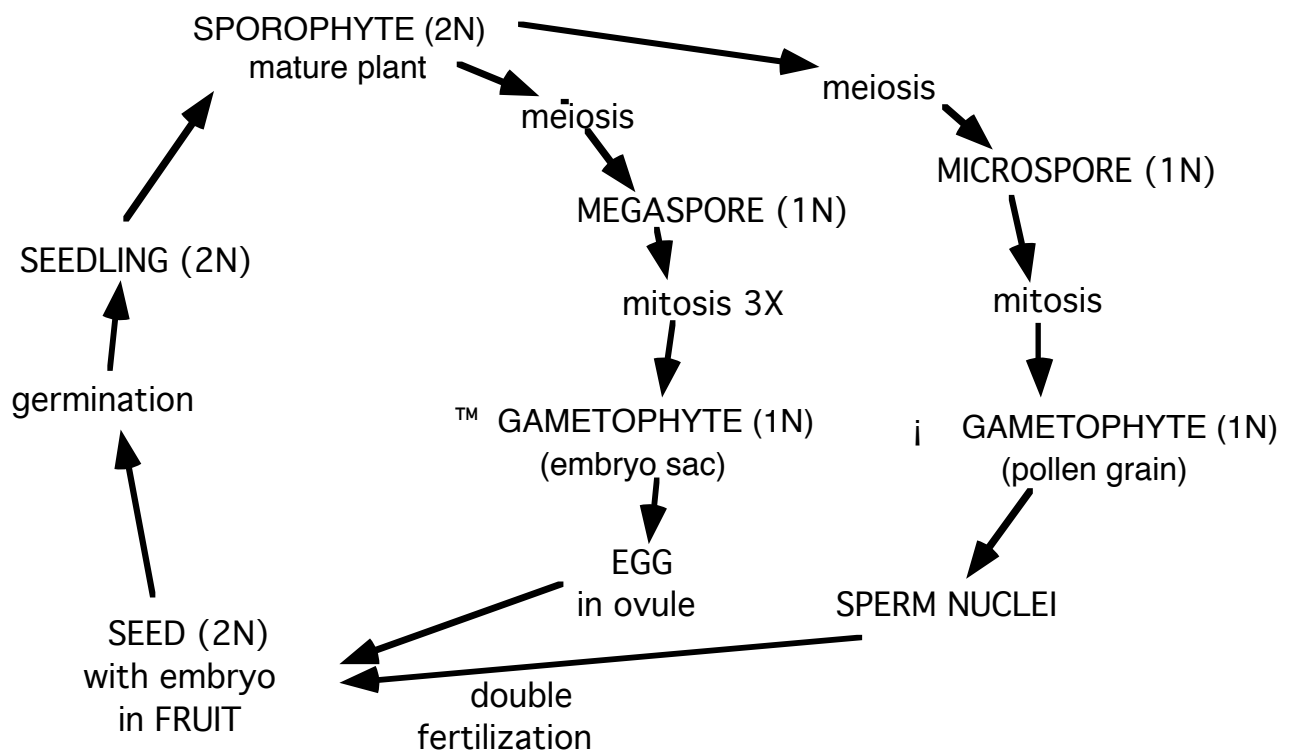 SPOROPHYTE (2N)
mature plant
meiosis
meiosis
MICROSPORE (1N)
MEGASPORE (1N)
SEEDLING (2N)
mitosis 3X
mitosis
germination
™ GAMETOPHYTE (1N)
(embryo sac)
¡ GAMETOPHYTE (1N)
(pollen grain)
EGG
in ovule
SPERM NUCLEI
SEED (2N)
with embryo
in FRUIT
double
fertilization